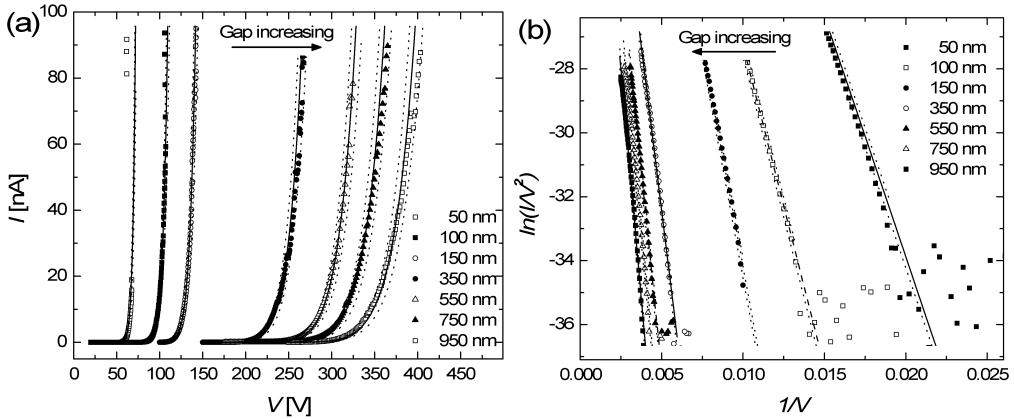 (a)
Gap increasing
100
80
60
40
20
0
I [nA]
50 nm
100 nm
150 nm
350 nm
550 nm
750 nm
950 nm
0 50 100 150 200 250 300 350 400 450
V [V]
(b)
Gap increasing
-28
-30
-32
-34
-36
ln(I/V²)
50 nm
100 nm
150 nm
350 nm
550 nm
750 nm
950 nm
0.000 0.005 0.010 0.015 0.020 0.025
1/V